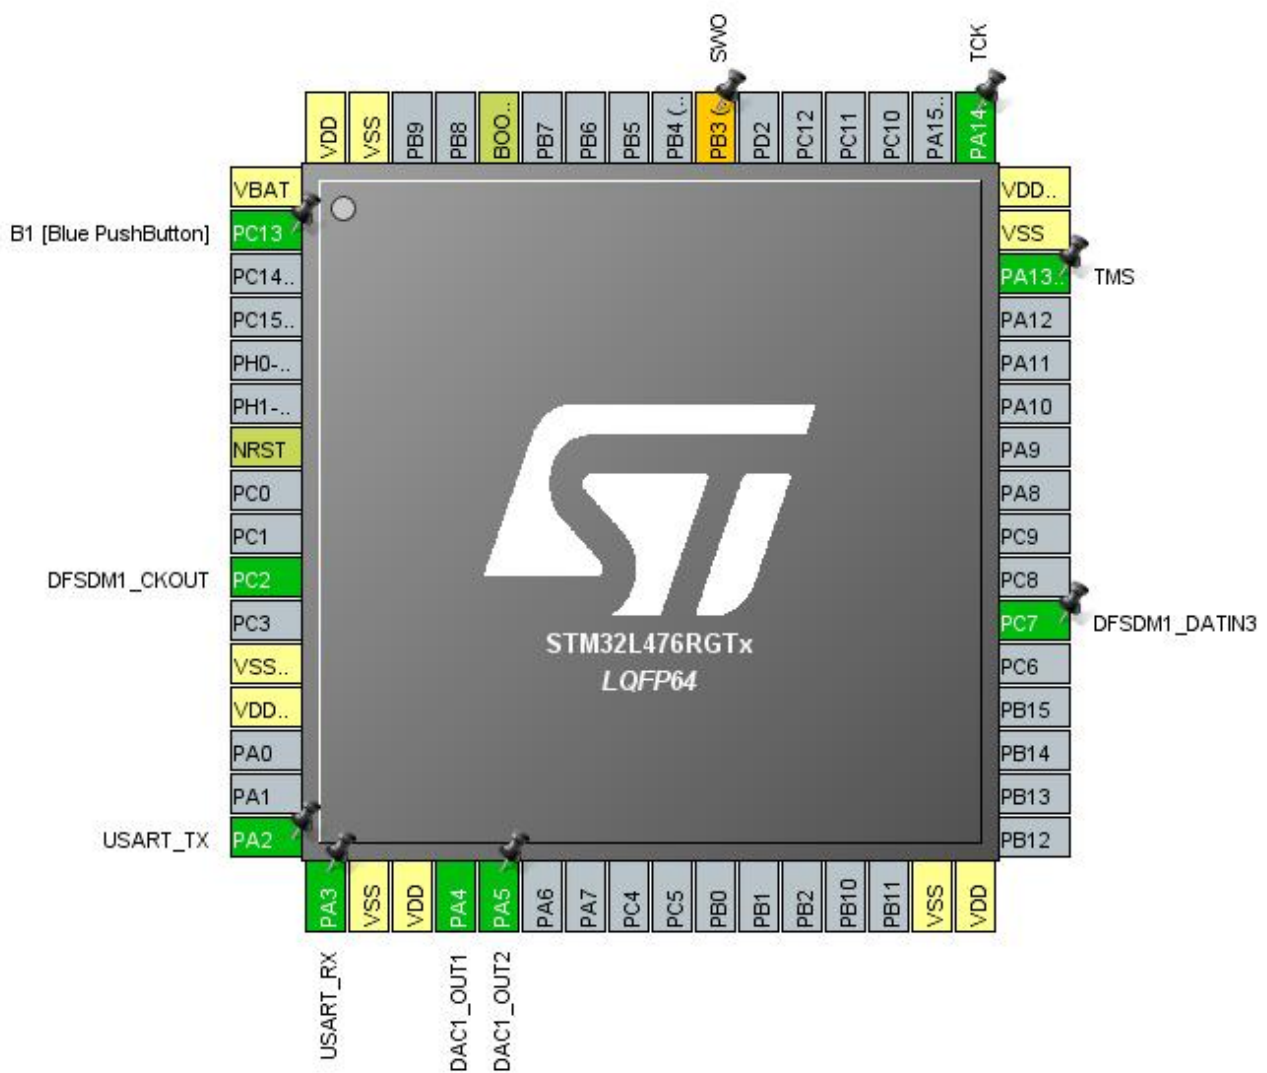 SWO
TCK
VDD
VSS
PB9
PB8
BOO..
PB7
PB6
PB5
PB4 (..
PB3 (
PD2
PC12
PC11
PC10
PA15..
PA14
VBAT
B1 [Blue PushButton]
PC13
PC14..
PC15..
PH0-..
PH1-..
NRST
PC0
PC1
DFSDM1_CKOUT
PC2
PC3
VSS..
VDD..
PA0
PA1
USART_TX
PA2
VDD..
VSS
PA13..
TMS
PA12
PA11
PA10
PA9
PA8
PC9
PC8
PC7
DFSDM1_DATIN3
PC6
PB15
PB14
PB13
PB12
STM32L476RGTx
LQFP64
PA3
VSS
VDD
PA4
PA5
PA6
PA7
PC4
PC5
PB0
PB1
PB2
PB10
PB11
VSS
VDD
USART_RX
DAC1_OUT1
DAC1_OUT2